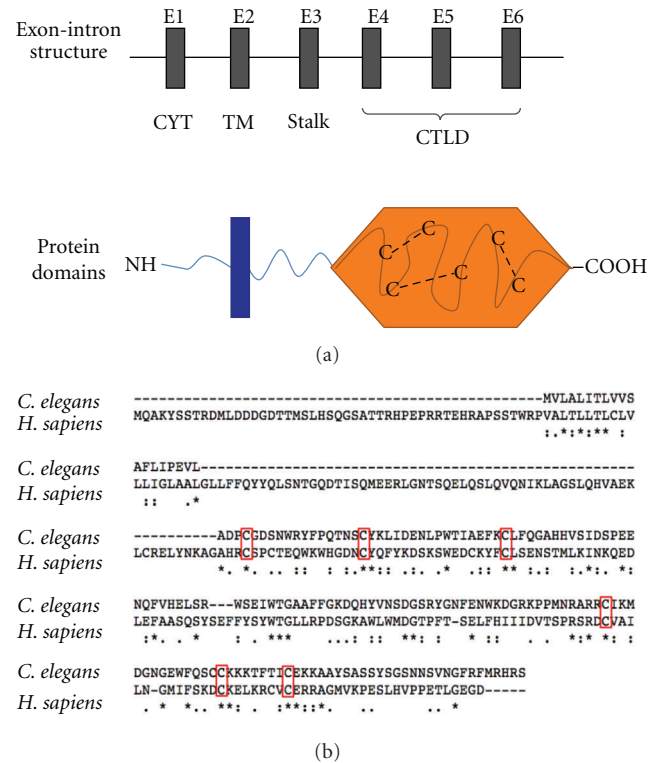 E1 E2 E3 E4 E5 E6
Exon-intron
structure
CYT TM Stalk
CTLD
Protein
domains
NH
C C C C C C
COOH
(a)
C. elegans ------------------------------------------------------MVLALITLVVS
H. sapiens MQAKYSSTRDMLDDDGDTTMSLHSQGSATTRHPEPRRTEHRAPSSTWRPVALTLLTLCLV
:.*:*:** :
C. elegans AFLIPEVL----------------------------------------------------
H. sapiens LLIGLAALGLLFFQYYQLSNTGQDTISQMEERLGNTSQELQSLQVQNIKLAGSLQHVAEK
:: .*
C. elegans -----------ADPCGDSNWRYFPQTNSCYKLIDENLPWTIAEFKCLFQGAHHVSIDSPEE
H. sapiens LCRELYNKAGAHRCSPCTEQWKWHGDNCYQFYKDSKSWEDCKYFCLSENSTMLKINKQED
*. * . .:: : .**:: :. .* .:: ** :.: :.*:. *:
C. elegans NQFVHELSR---WSEIWTGAAFFGKDQHYVNSDGSRYGNFENWKDGRKPPMNRARRCIKM
H. sapiens LEFAASQSYSEFFYSYWTGLLRPDSGKAWLWMDGTPFT-SELFHIIIDVTSPRSRDCVAI
:*.. * : . *** ...: :: **: : * :: . *:* *: :
C. elegans DGNGEWFQSCCKKKTFTICEKKAAYSASSYSGSNNSVNGFRFMRHRS
H. sapiens LN-GMIFSKDCKELKRCVCERRAGMVKPESLHVPPETLGEGD-----
. * *.. **: . :**::*. .. . .. : *
(b)